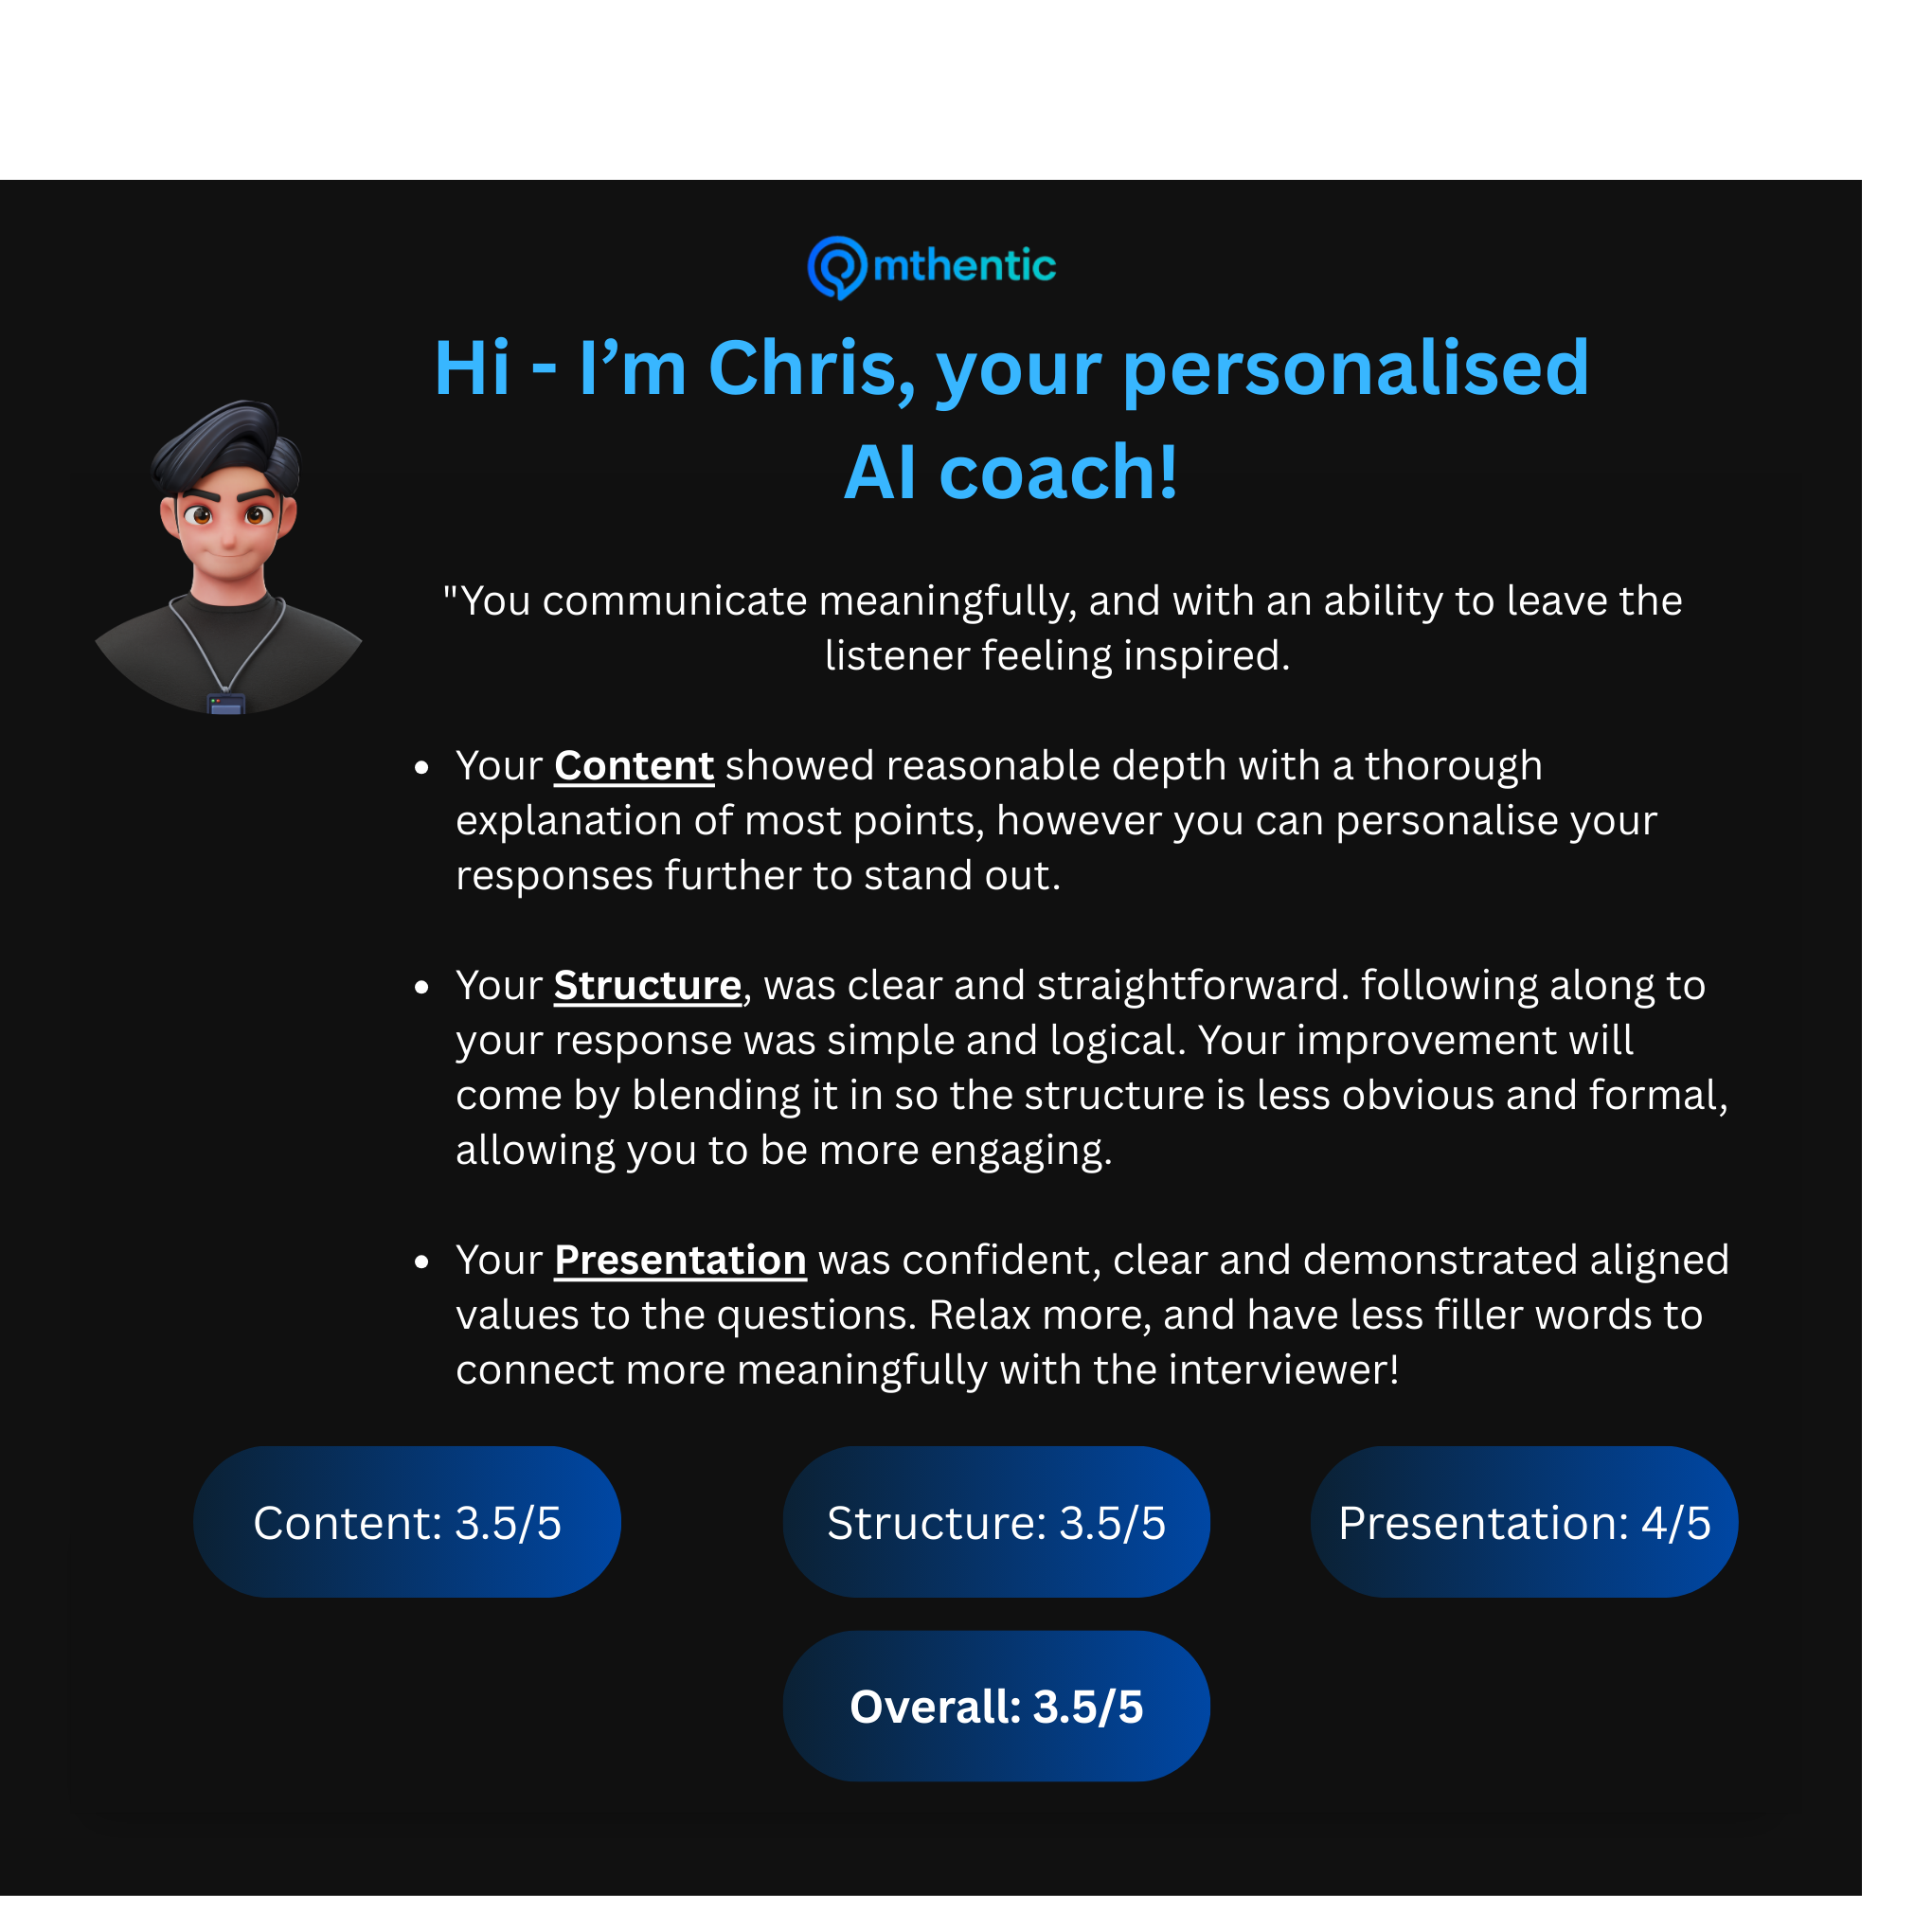 mthentic
Hi - I’m Chris, your personalised
AI coach!
"You communicate meaningfully, and with an ability to leave the
listener feeling inspired.
• Your Content showed reasonable depth with a thorough
explanation of most points, however you can personalise your
responses further to stand out.
• Your Structure, was clear and straightforward. following along to
your response was simple and logical. Your improvement will
come by blending it in so the structure is less obvious and formal,
allowing you to be more engaging.
• Your Presentation was confident, clear and demonstrated aligned
values to the questions. Relax more, and have less filler words to
connect more meaningfully with the interviewer!
Content: 3.5/5
Structure: 3.5/5
Presentation: 4/5
Overall: 3.5/5